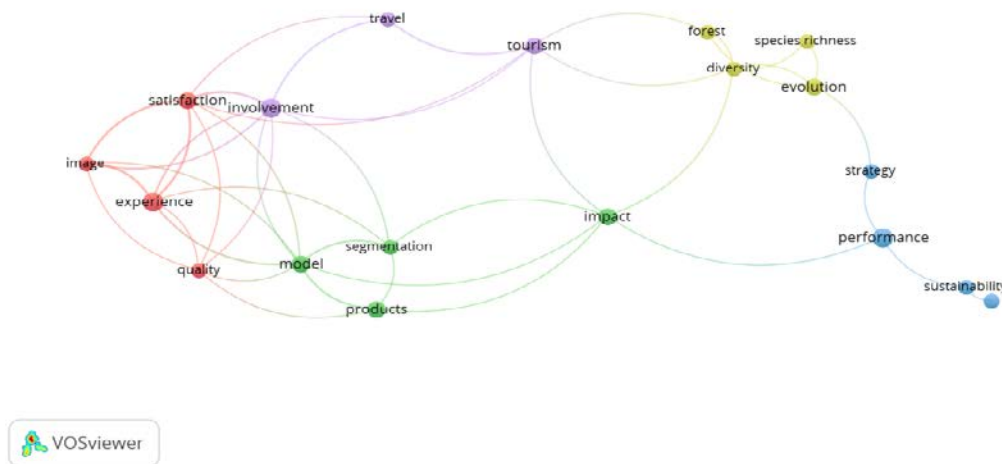 travel
forest
species richness
tourism
diversity
evolution
satisfaction
involvement
image
strategy
experience
impact
performance
segmentation
model
quality
sustainability
products
VOSviewer